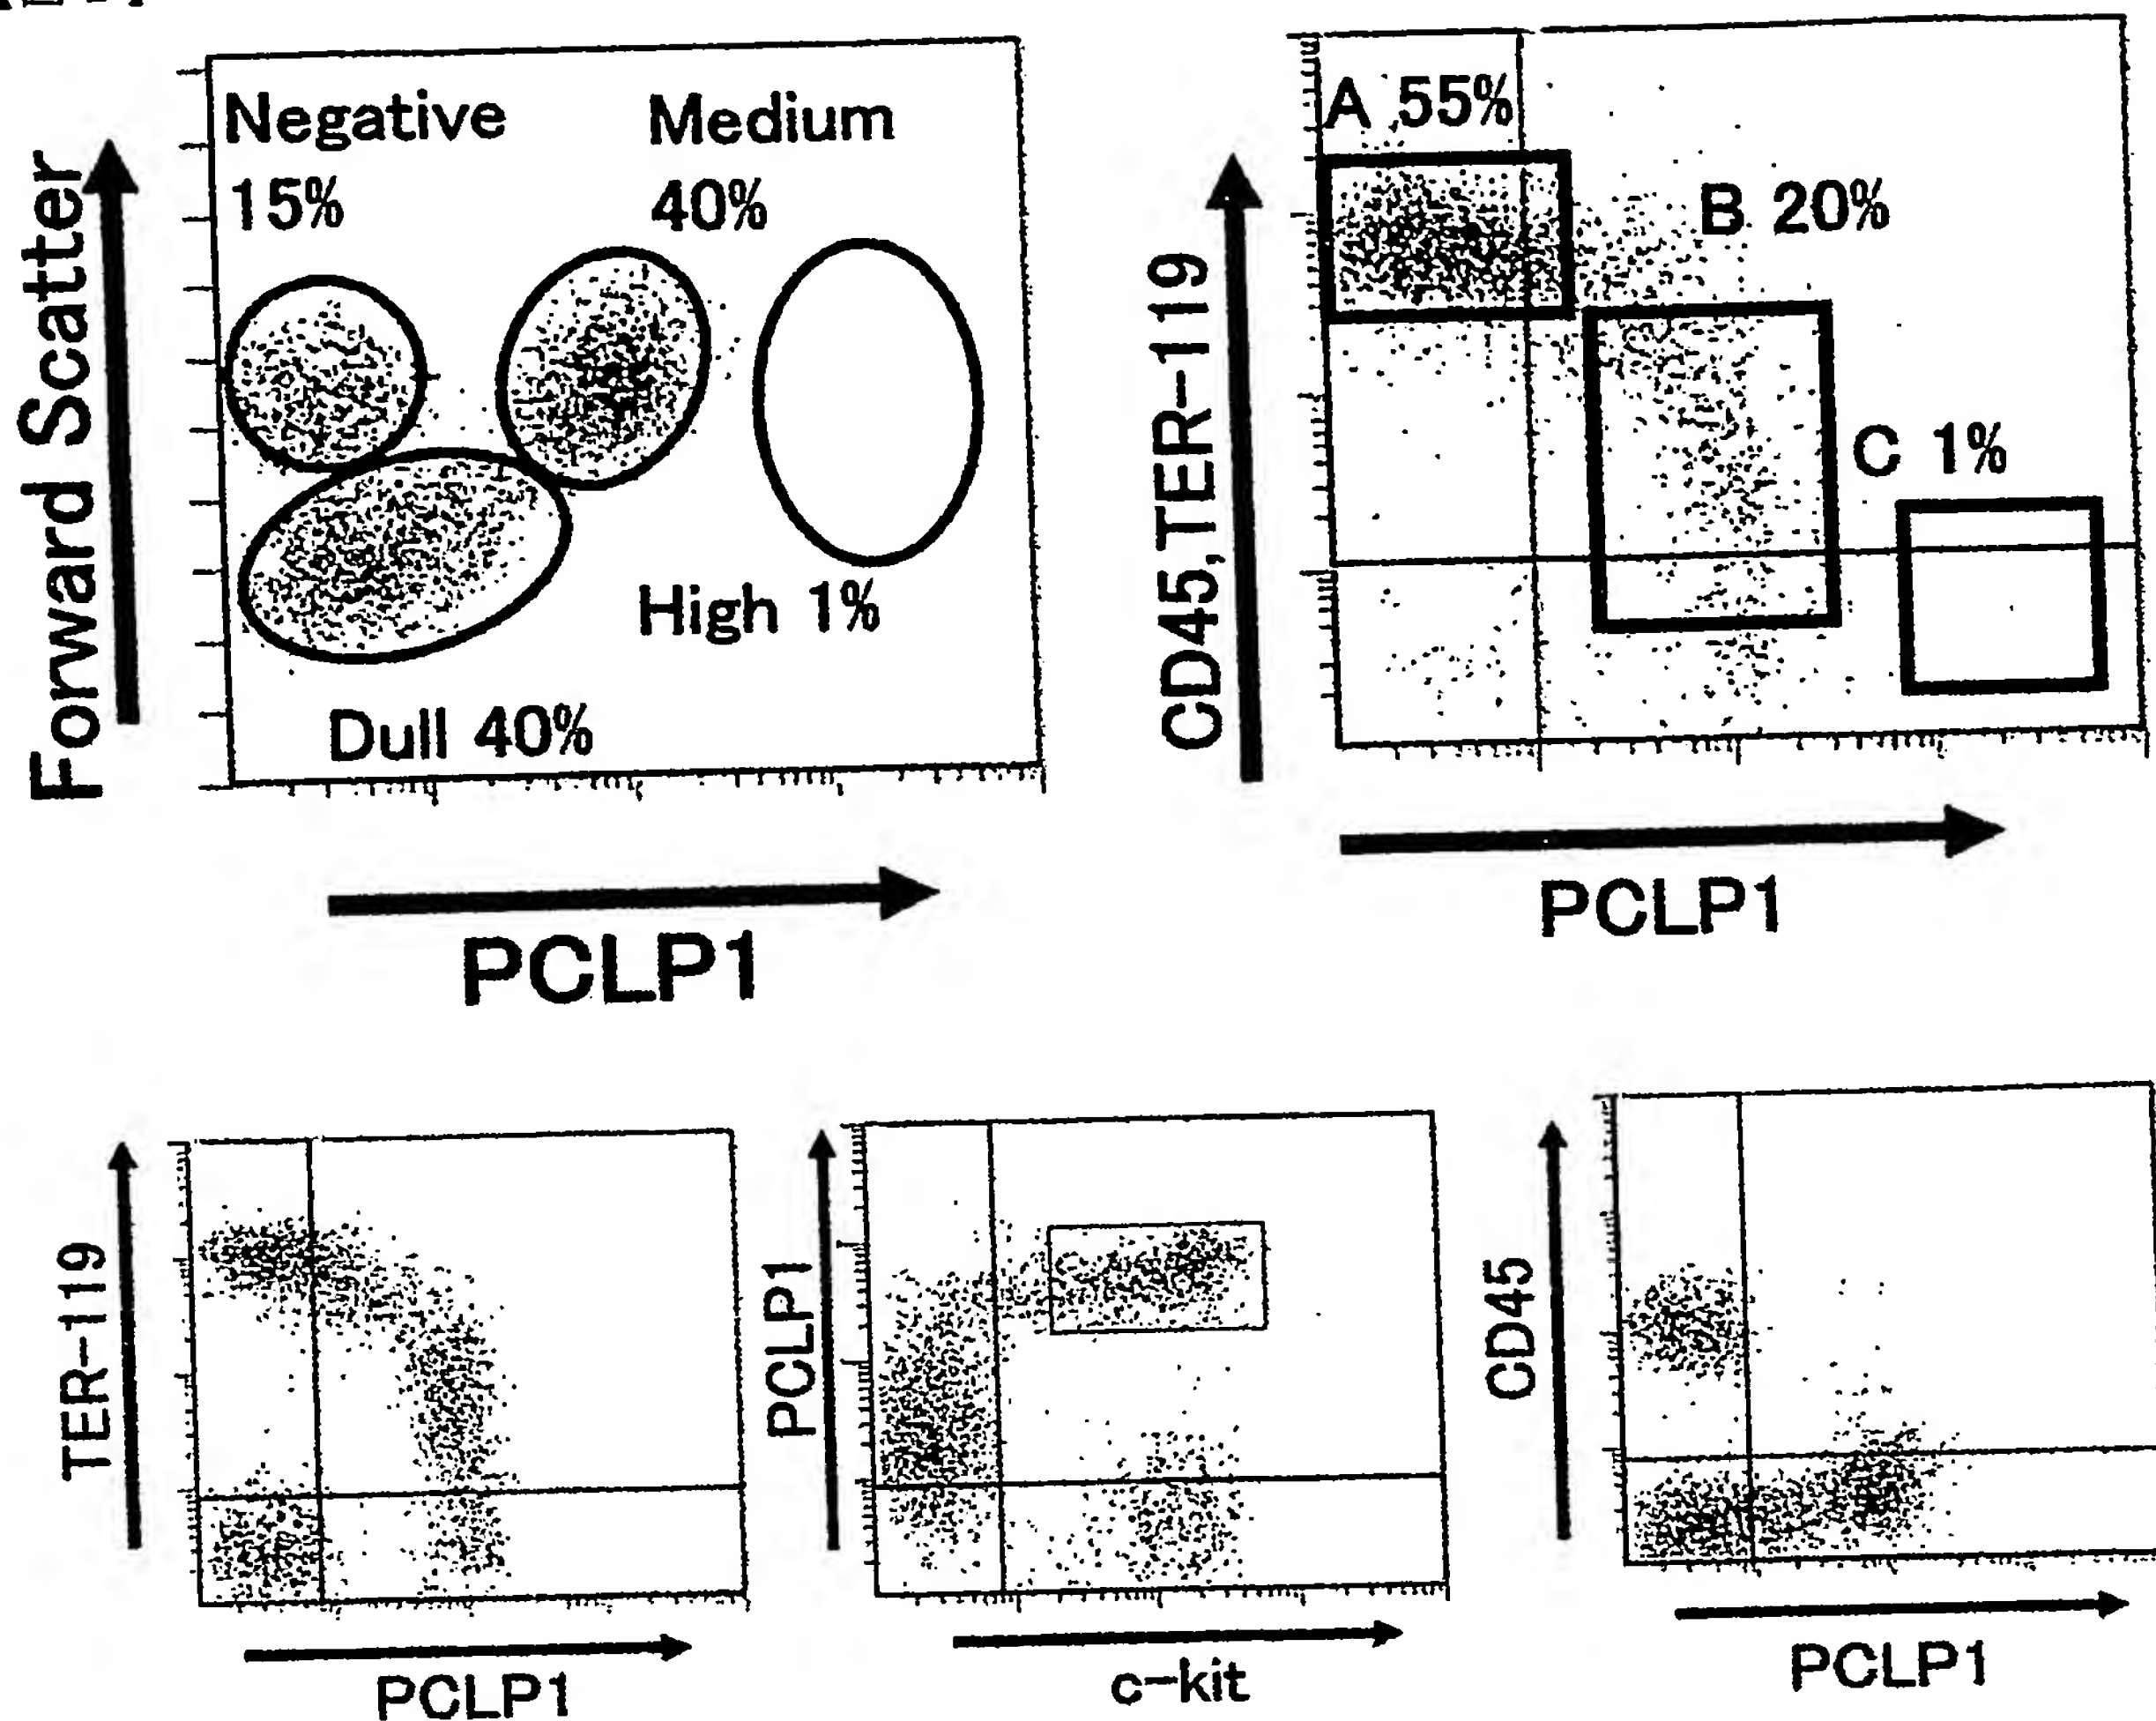 Negative
15%
Medium
40%
High 1%
Dull 40%
Forward Scatter
PCLP1
A 55%
B 20%
C 1%
CD45,TER-119
PCLP1
TER-119
PCLP1
PCLP1
c-kit
CD45
PCLP1